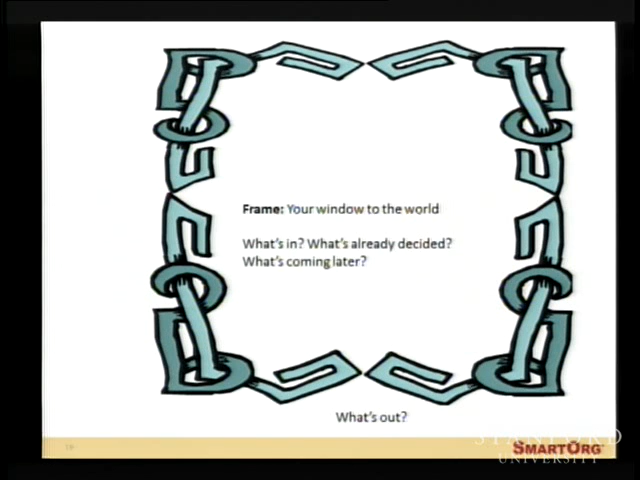 Frame: Your window to the world
What's in? What's already decided?
What's coming later?
What's out?
STANFORD
UNIVERSITY
SMARTORG